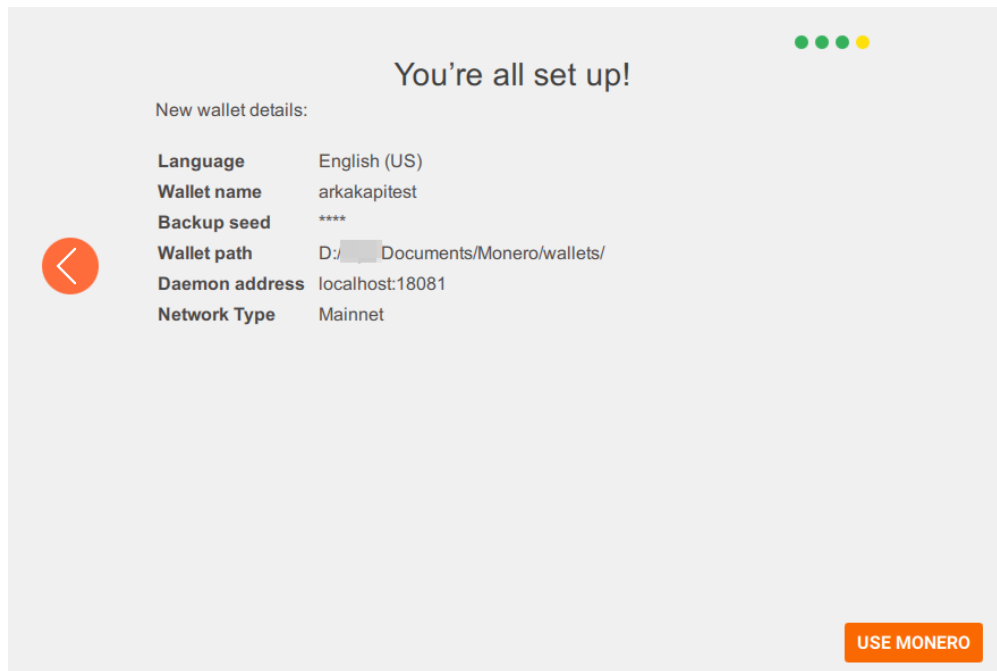 You’re all set up!
New wallet details:
Language English (US)
Wallet name arkakapitest
Backup seed ****
Wallet path D:/ Documents/Monero/wallets/
Daemon address localhost:18081
Network Type Mainnet
USE MONERO